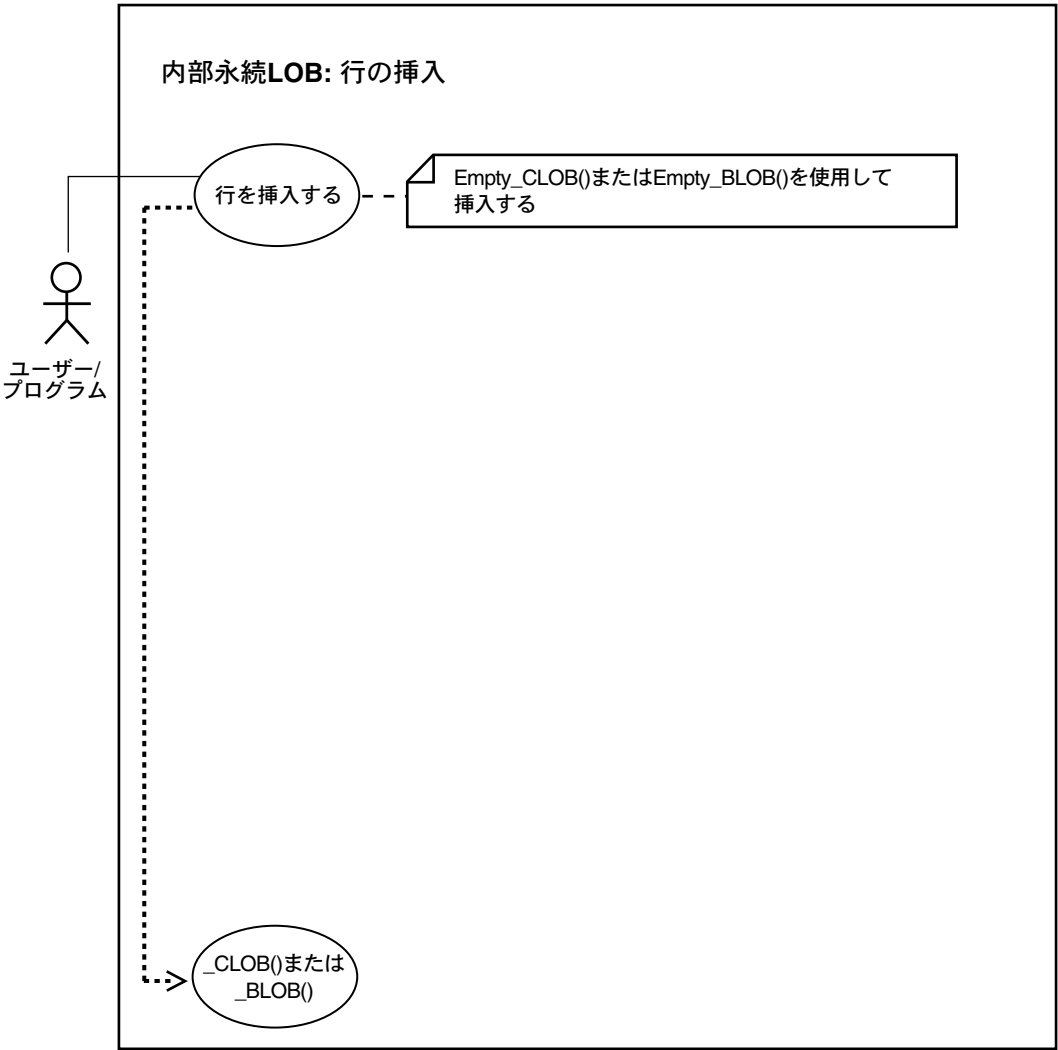 内部永続LOB: 行の挿入
行を挿入する
Empty_CLOB()またはEmpty_BLOB()を使用して
挿入する
ユーザー/
プログラム
_CLOB()または
_BLOB()